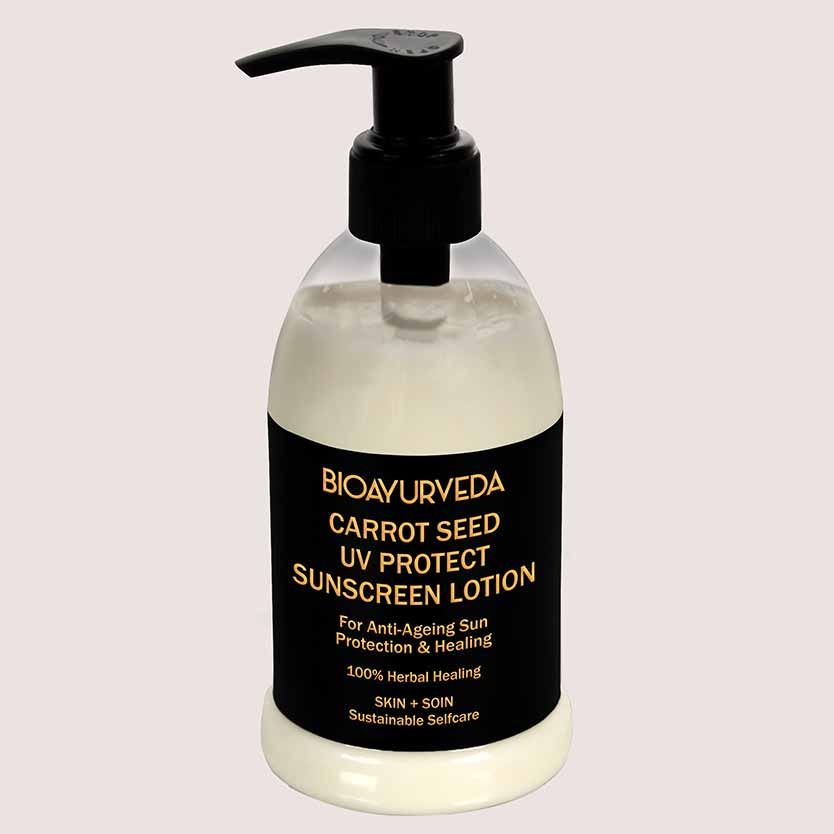 BIOAYURVEDA
CARROT SEED
UV PROTECT
SUNSCREEN LOTION
For Anti-Ageing Sun
Protection & Healing
100% Herbal Healing
SKIN + SOIN
Sustainable Selfcare